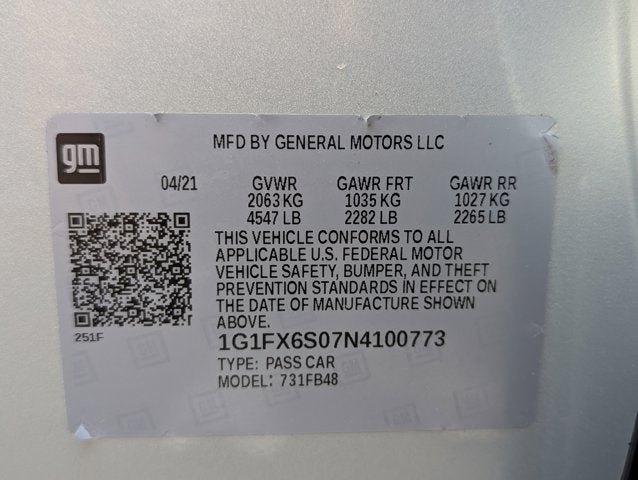 gm
MFD BY GENERAL MOTORS LLC
04/21 GVWR GAWR FRT GAWR RR
2063 KG 1035 KG 1027 KG
4547 LB 2282 LB 2265 LB
THIS VEHICLE CONFORMS TO ALL
APPLICABLE U.S. FEDERAL MOTOR
VEHICLE SAFETY, BUMPER, AND THEFT
PREVENTION STANDARDS IN EFFECT ON
THE DATE OF MANUFACTURE SHOWN
ABOVE.
251F
1G1FX6S07N4100773
TYPE: PASS CAR
MODEL: 731FB48